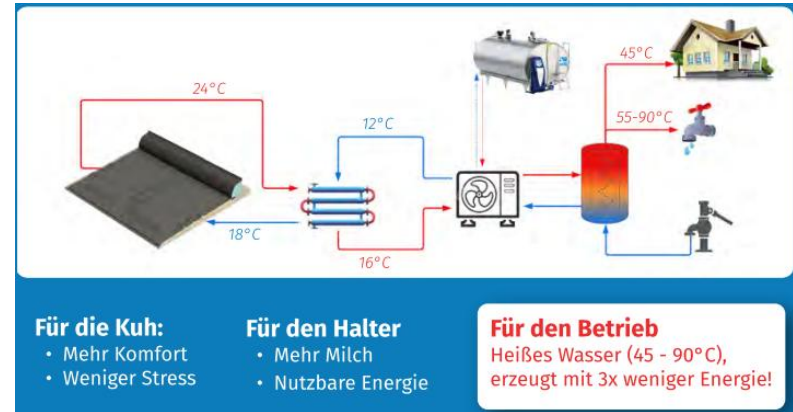 24°C
12°C
18°C
16°C
45°C
55-90°C
Für die Kuh:
• Mehr Komfort
• Weniger Stress
Für den Halter
• Mehr Milch
• Nutzbare Energie
Für den Betrieb
Heißes Wasser (45 - 90°C),
erzeugt mit 3x weniger Energie!